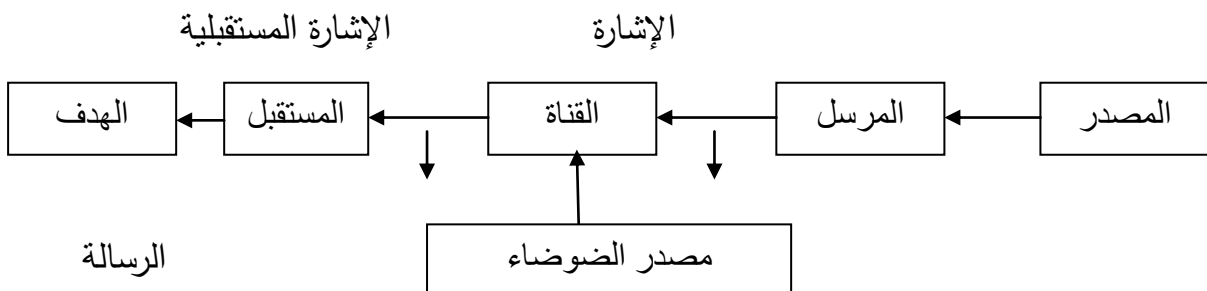 الإشارة الإشارة المستقبلية
المصدر المرسل القناة المستقبل الهدف
مصدر الضوضاء
الرسالة